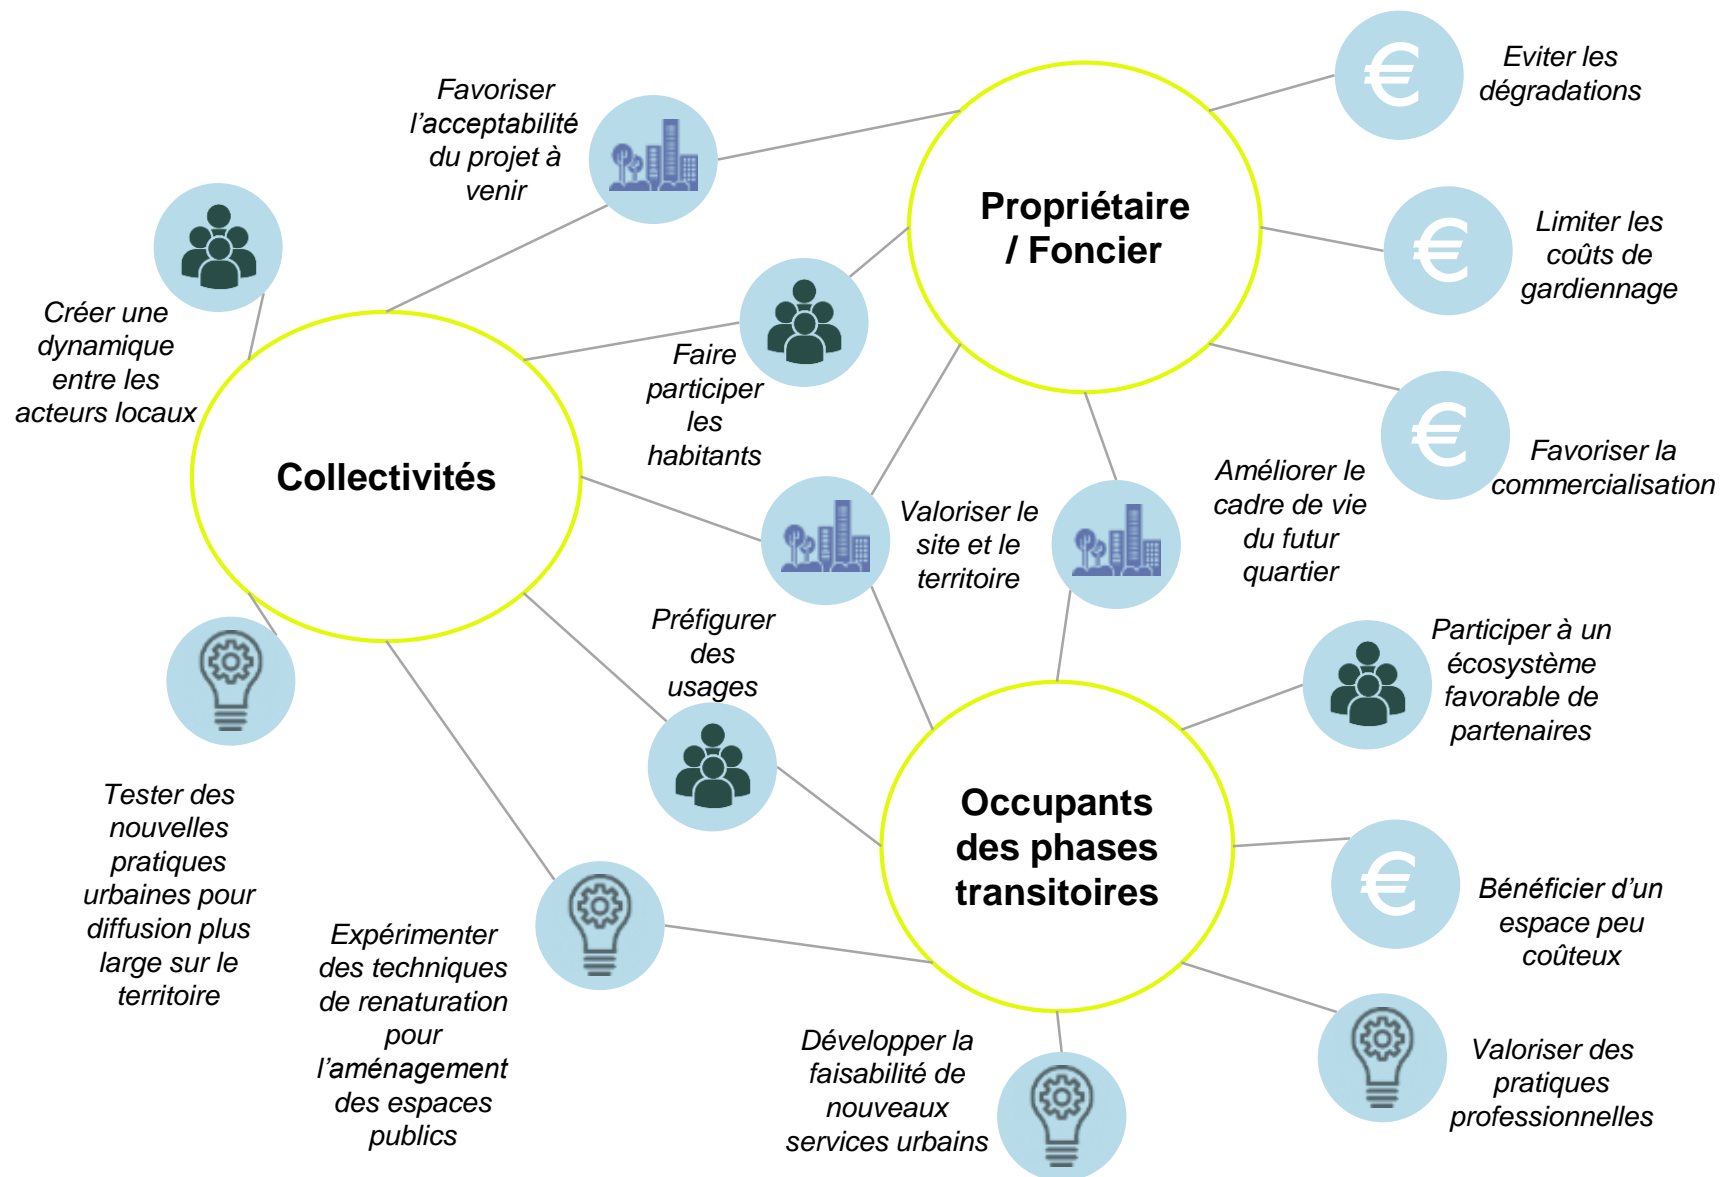 Eviter les
dégradations
Favoriser
l’acceptabilité
du projet à
venir
Propriétaire
/ Foncier
Limiter les
coûts de
gardiennage
Créer une
dynamique
entre les
acteurs locaux
Faire
participer
les
habitants
Favoriser la
commercialisation
Collectivités
Améliorer le
cadre de vie
du futur
quartier
Valoriser le
site et le
territoire
Préfigurer
des
usages
Participer à un
écosystème
favorable de
partenaires
Tester des
nouvelles
pratiques
urbaines pour
diffusion plus
large sur le
territoire
Occupants
des phases
transitoires
Bénéficier d’un
espace peu
coûteux
Expérimenter
des techniques
de renaturation
pour
l’aménagement
des espaces
publics
Développer la
faisabilité de
nouveaux
services urbains
Valoriser des
pratiques
professionnelles
€
€
€
€